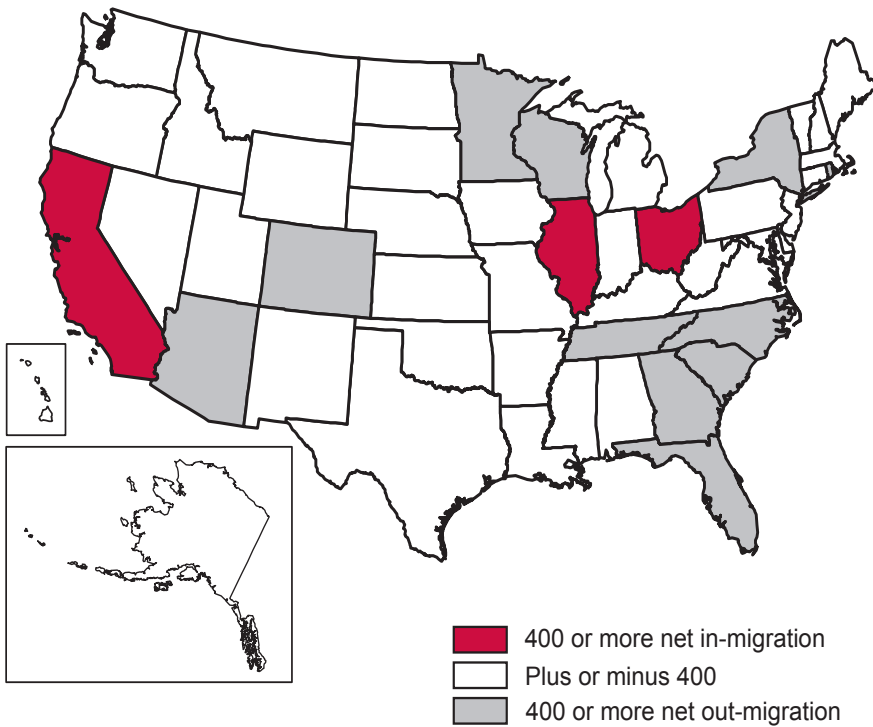 400 or more net in-migration
Plus or minus 400
400 or more net out-migration